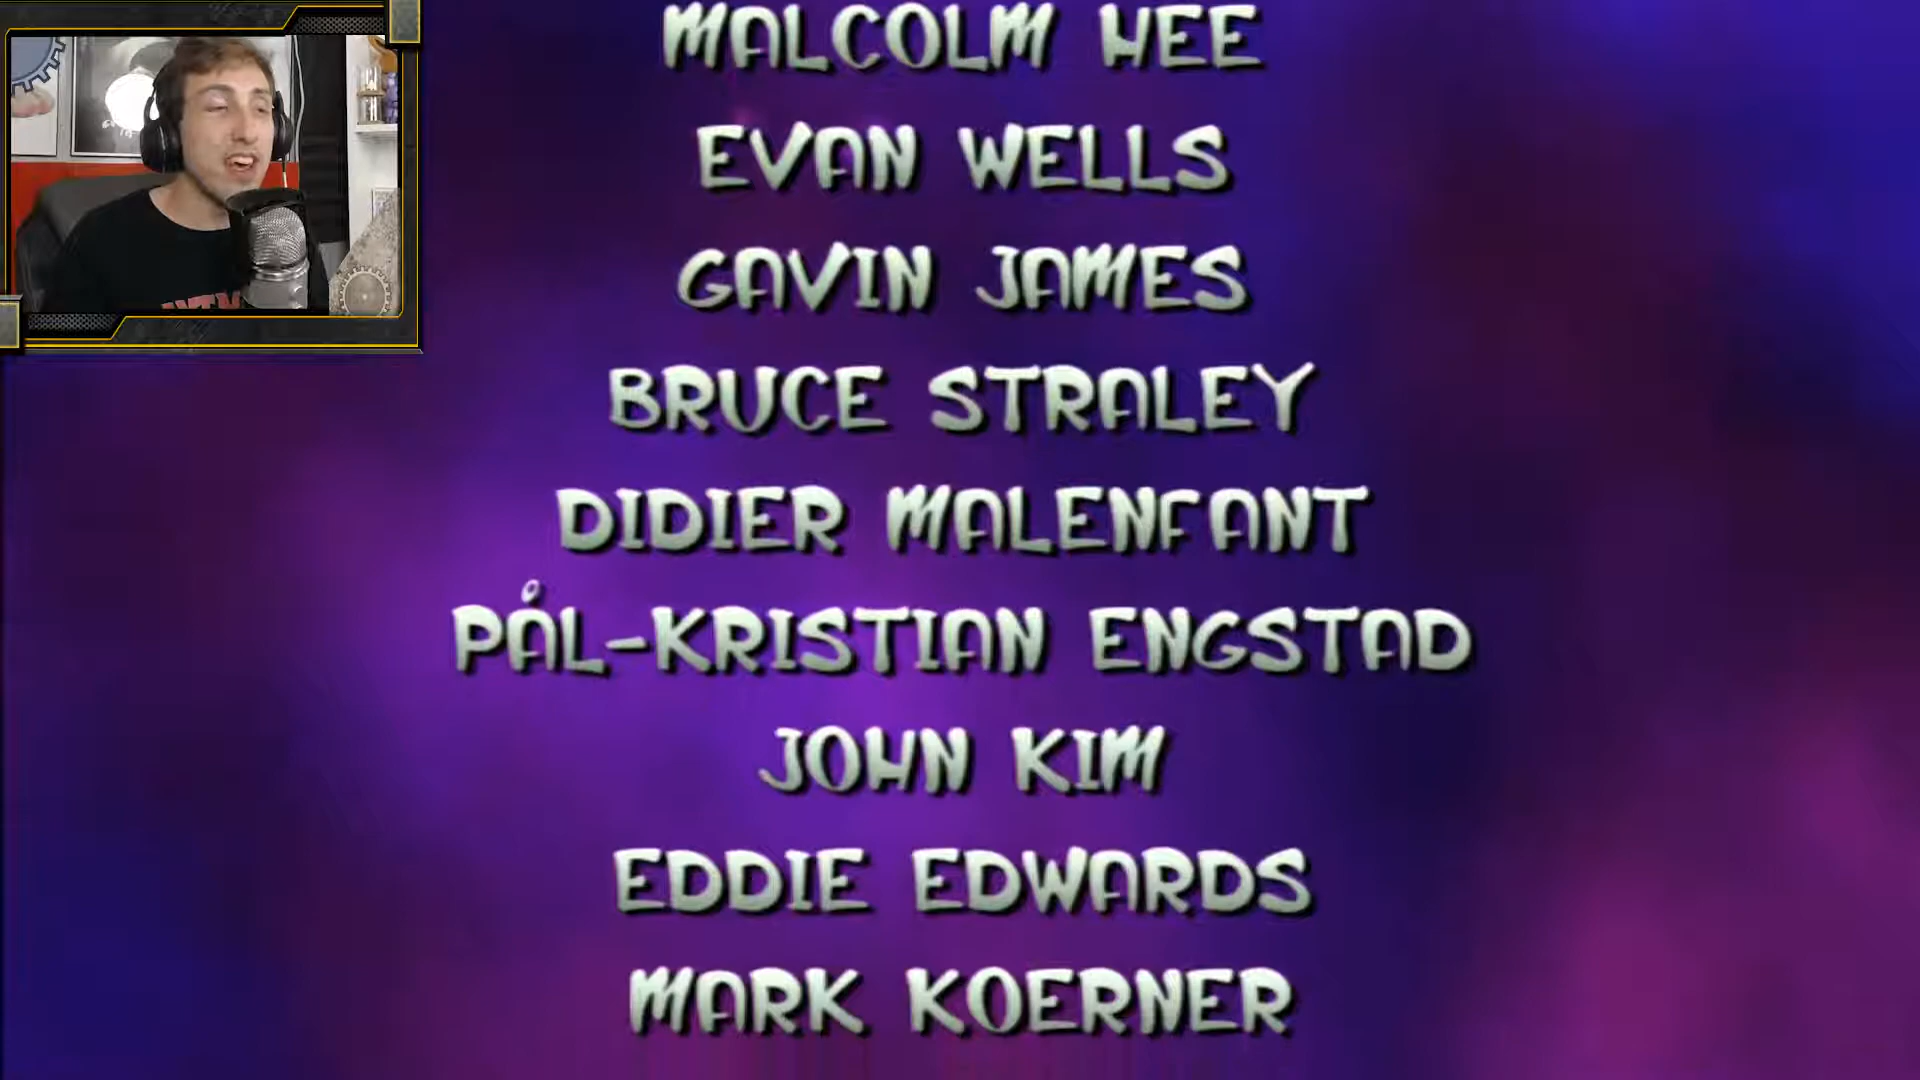 MALCOLM HEE
EVAN WELLS
GAVIN JAMES
BRUCE STRALEY
DIDIER MALENFANT
PÅL-KRISTIAN ENGSTAD
JOHN KIM
EDDIE EDWARDS
MARK KOERNER